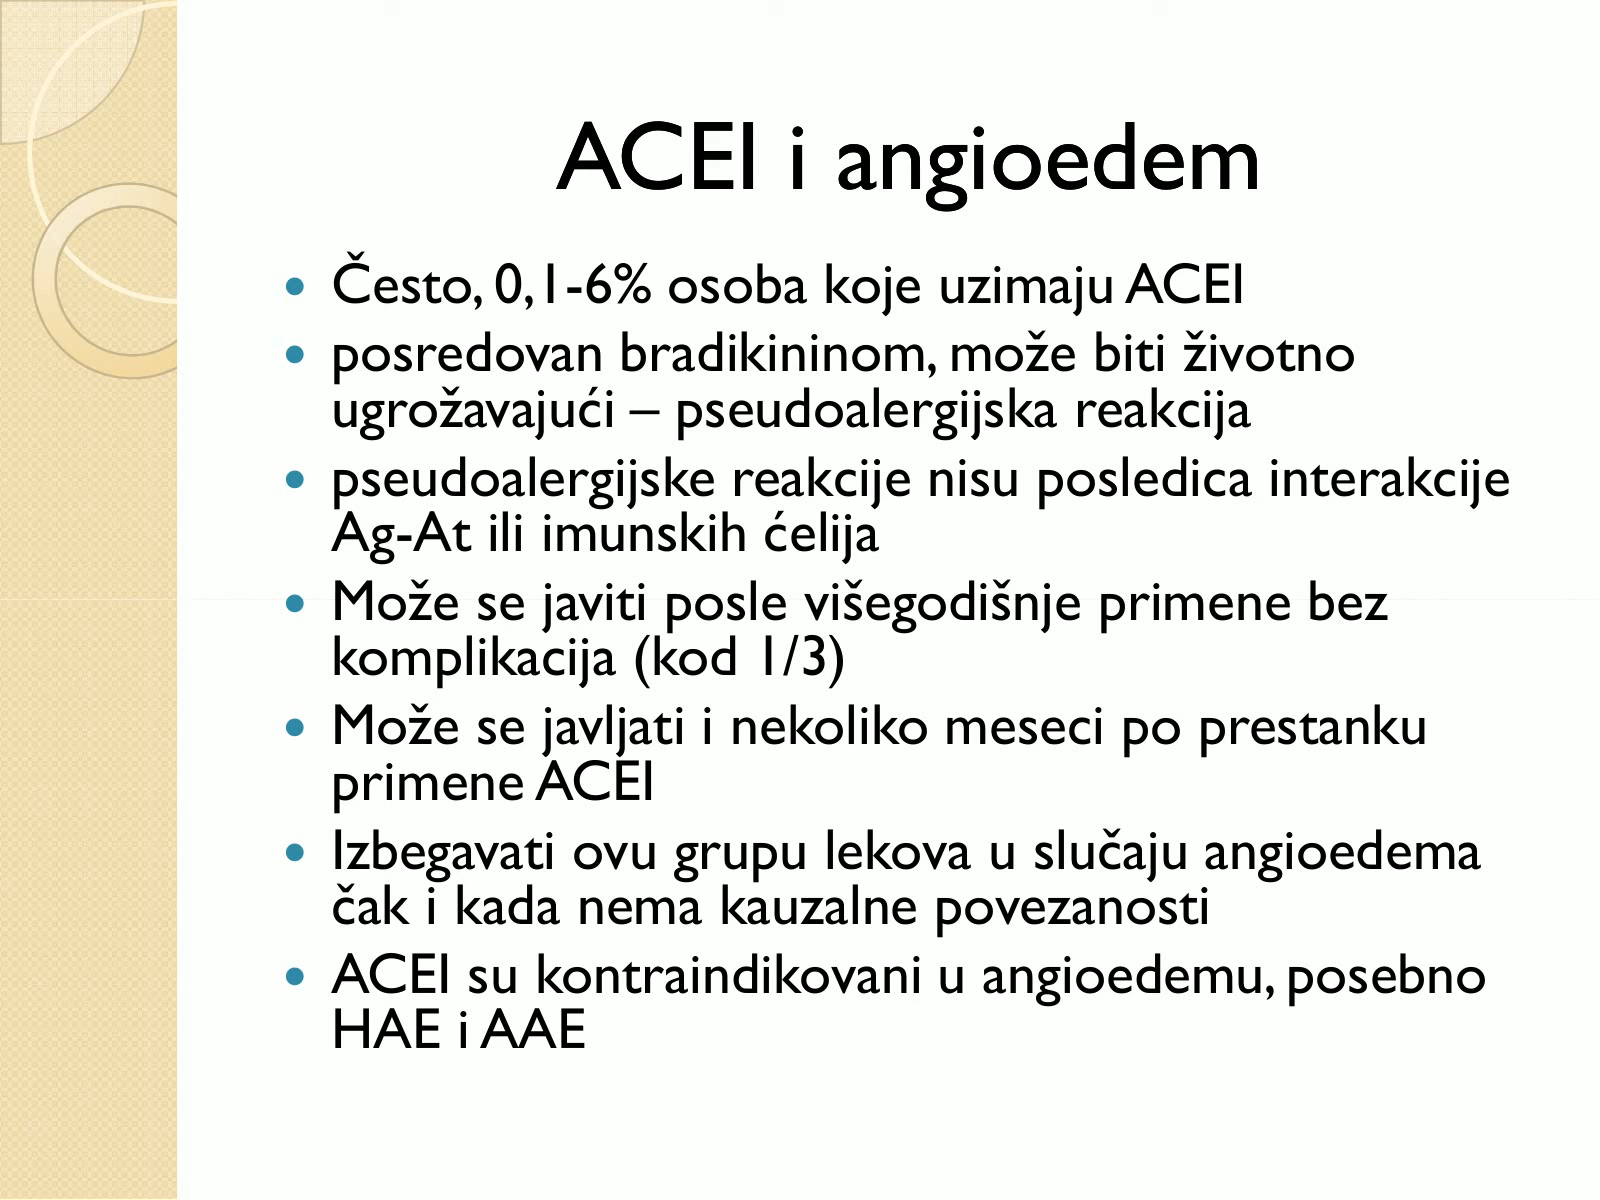 ACEI i angioedem
• Često, 0,1-6% osoba koje uzimaju ACEI
• posredovan bradikininom, može biti životno
ugrožavajući – pseudoalergijska reakcija
• pseudoalergijske reakcije nisu posledica interakcije
Ag-At ili imunskih ćelija
• Može se javiti posle višegodišnje primene bez
komplikacija (kod 1/3)
• Može se javljati i nekoliko meseci po prestanku
primene ACEI
• Izbegavati ovu grupu lekova u slučaju angioedema
čak i kada nema kauzalne povezanosti
• ACEI su kontraindikovani u angioedemu, posebno
HAE i AAE